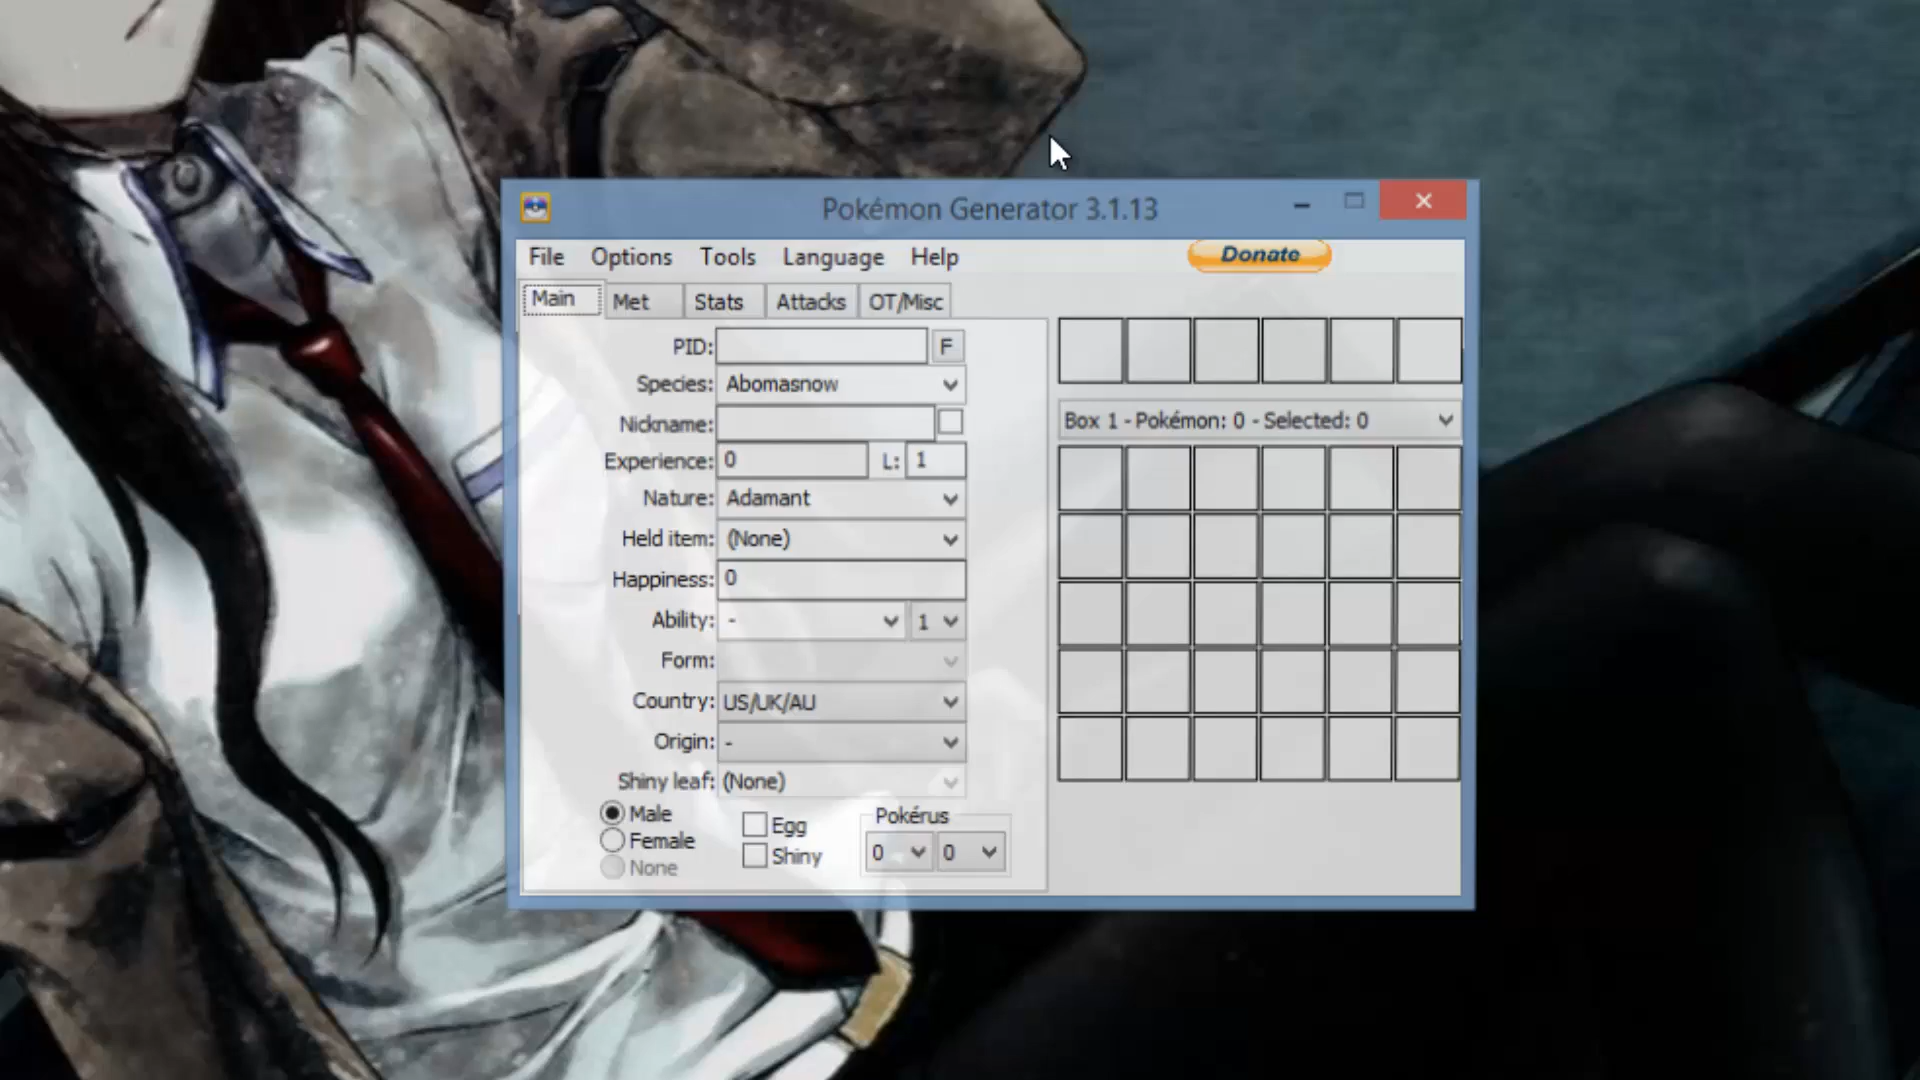 Pokémon Generator 3.1.13
File Options Tools Language Help Donate
Main Met Stats Attacks OT/Misc
PID: F
Species: Abomasnow
Nickname:
Box 1 - Pokémon: 0 - Selected: 0
Experience: 0 L: 1
Nature: Adamant
Held item: (None)
Happiness: 0
Ability: - 1
Form:
Country: US/UK/AU
Origin: -
Shiny leaf: (None)
Male
Female
None
Egg
Shiny
Pokérus
0 0